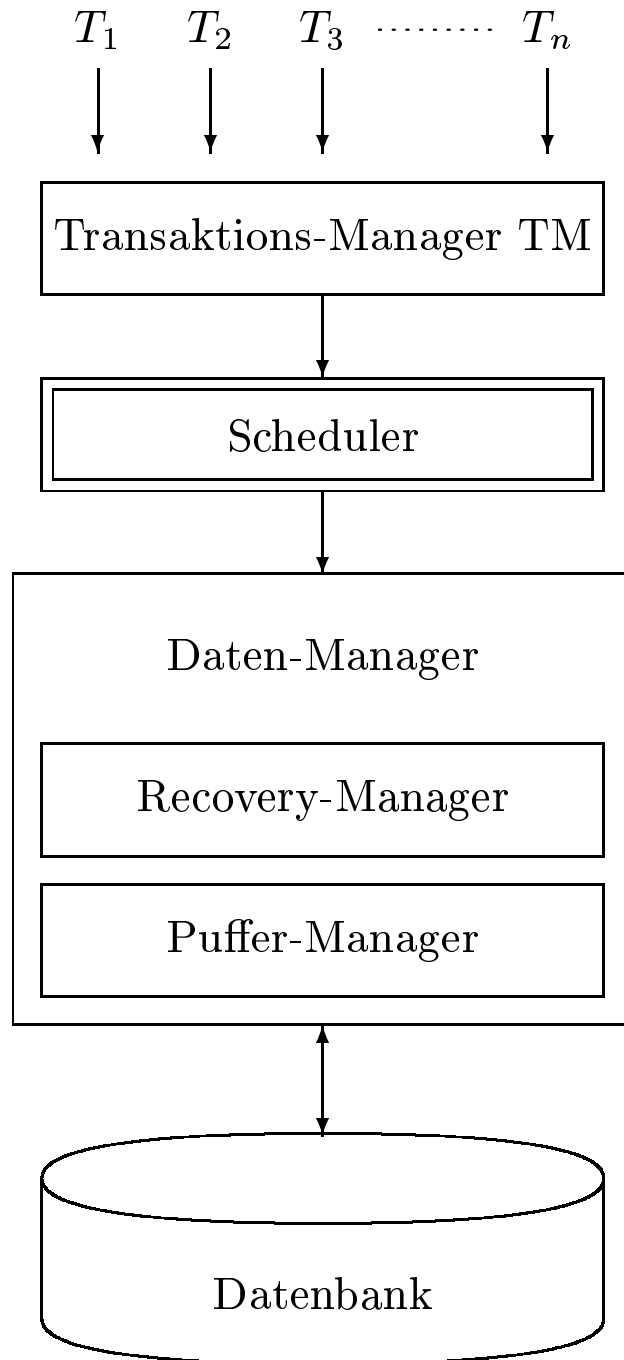 T1 T2 T3 ......... Tn
Transaktions-Manager TM
Scheduler
Daten-Manager
Recovery-Manager
Puffer-Manager
Datenbank